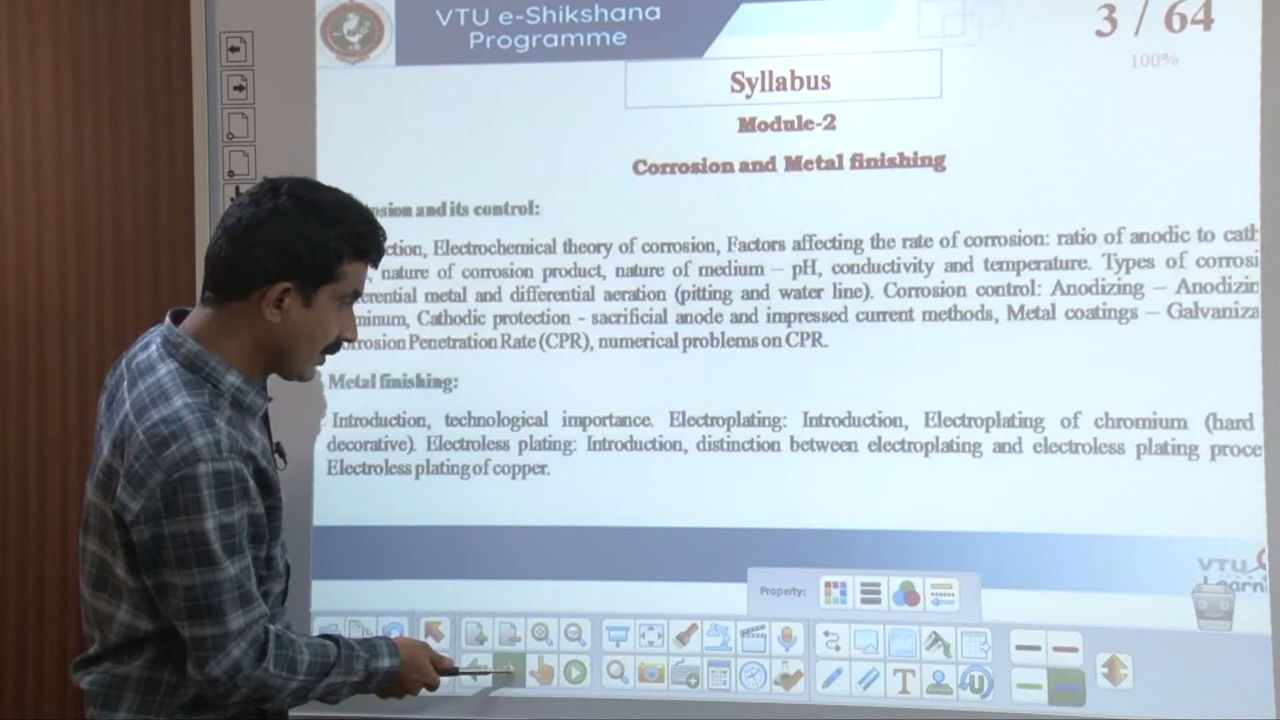 VTU e-Shikshana
Programme
3 / 64
100%
Syllabus
Module-2
Corrosion and Metal finishing
and its control:
Electrochemical theory of corrosion, Factors affecting the rate of corrosion: ratio of anodic to
nature of corrosion product, nature of medium – pH, conductivity and temperature. Types of
metal and differential aeration (pitting and water line). Corrosion control: Anodizing –
Cathodic protection - sacrificial anode and impressed current methods, Metal coatings –
Penetration Rate (CPR), numerical problems on CPR.
Metal finishing:
Introduction, technological importance. Electroplating: Introduction, Electroplating of chromium (hard
decorative). Electroless plating: Introduction, distinction between electroplating and electroless plating
Electroless plating of copper.
VTU
Property:
T